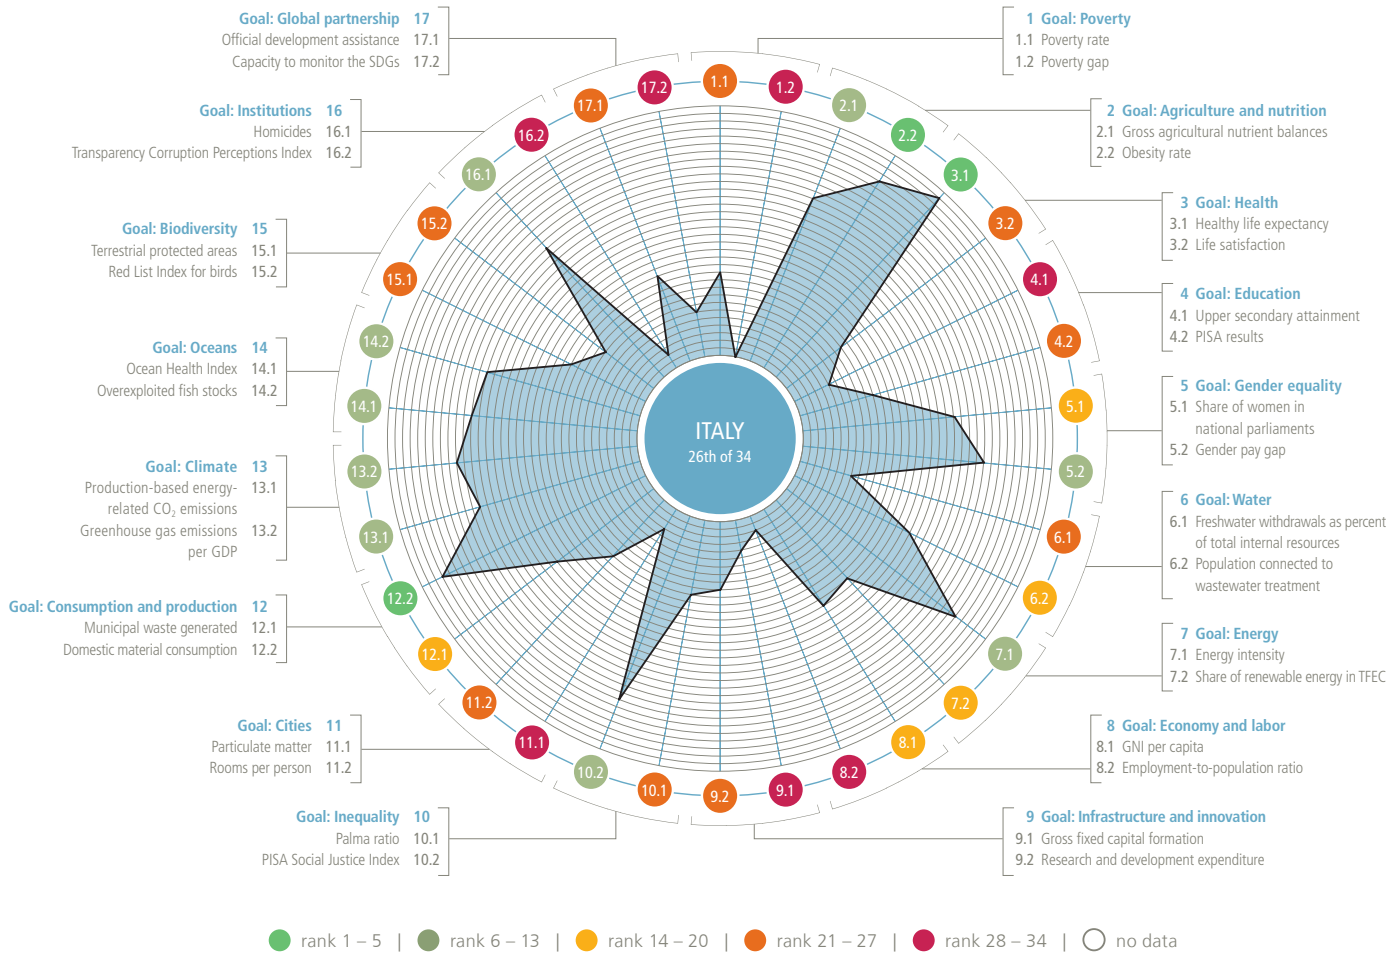 Goal: Global partnership 17
Official development assistance 17.1
Capacity to monitor the SDGs 17.2
Goal: Institutions 16
Homicides 16.1
Transparency Corruption Perceptions Index 16.2
Goal: Biodiversity 15
Terrestrial protected areas 15.1
Red List Index for birds 15.2
Goal: Oceans 14
Ocean Health Index 14.1
Overexploited fish stocks 14.2
Goal: Climate 13
Production-based energy- 13.1
related CO₂ emissions
Greenhouse gas emissions 13.2
per GDP
Goal: Consumption and production 12
Municipal waste generated 12.1
Domestic material consumption 12.2
Goal: Cities 11
Particulate matter 11.1
Rooms per person 11.2
Goal: Inequality 10
Palma ratio 10.1
PISA Social Justice Index 10.2
1 Goal: Poverty
1.1 Poverty rate
1.2 Poverty gap
2 Goal: Agriculture and nutrition
2.1 Gross agricultural nutrient balances
2.2 Obesity rate
3 Goal: Health
3.1 Healthy life expectancy
3.2 Life satisfaction
4 Goal: Education
4.1 Upper secondary attainment
4.2 PISA results
5 Goal: Gender equality
5.1 Share of women in
national parliaments
5.2 Gender pay gap
6 Goal: Water
6.1 Freshwater withdrawals as percent
of total internal resources
6.2 Population connected to
wastewater treatment
7 Goal: Energy
7.1 Energy intensity
7.2 Share of renewable energy in TFEC
8 Goal: Economy and labor
8.1 GNI per capita
8.2 Employment-to-population ratio
9 Goal: Infrastructure and innovation
9.1 Gross fixed capital formation
9.2 Research and development expenditure
1.1
1.2
2.1
2.2
3.1
3.2
4.1
4.2
5.1
5.2
6.1
6.2
7.1
7.2
8.1
8.2
9.1
9.2
10.1
10.2
11.1
11.2
12.1
12.2
13.1
13.2
14.1
14.2
15.1
15.2
16.1
16.2
17.1
17.2
ITALY
26th of 34
rank 1 – 5 | rank 6 – 13 | rank 14 – 20 | rank 21 – 27 | rank 28 – 34 | no data